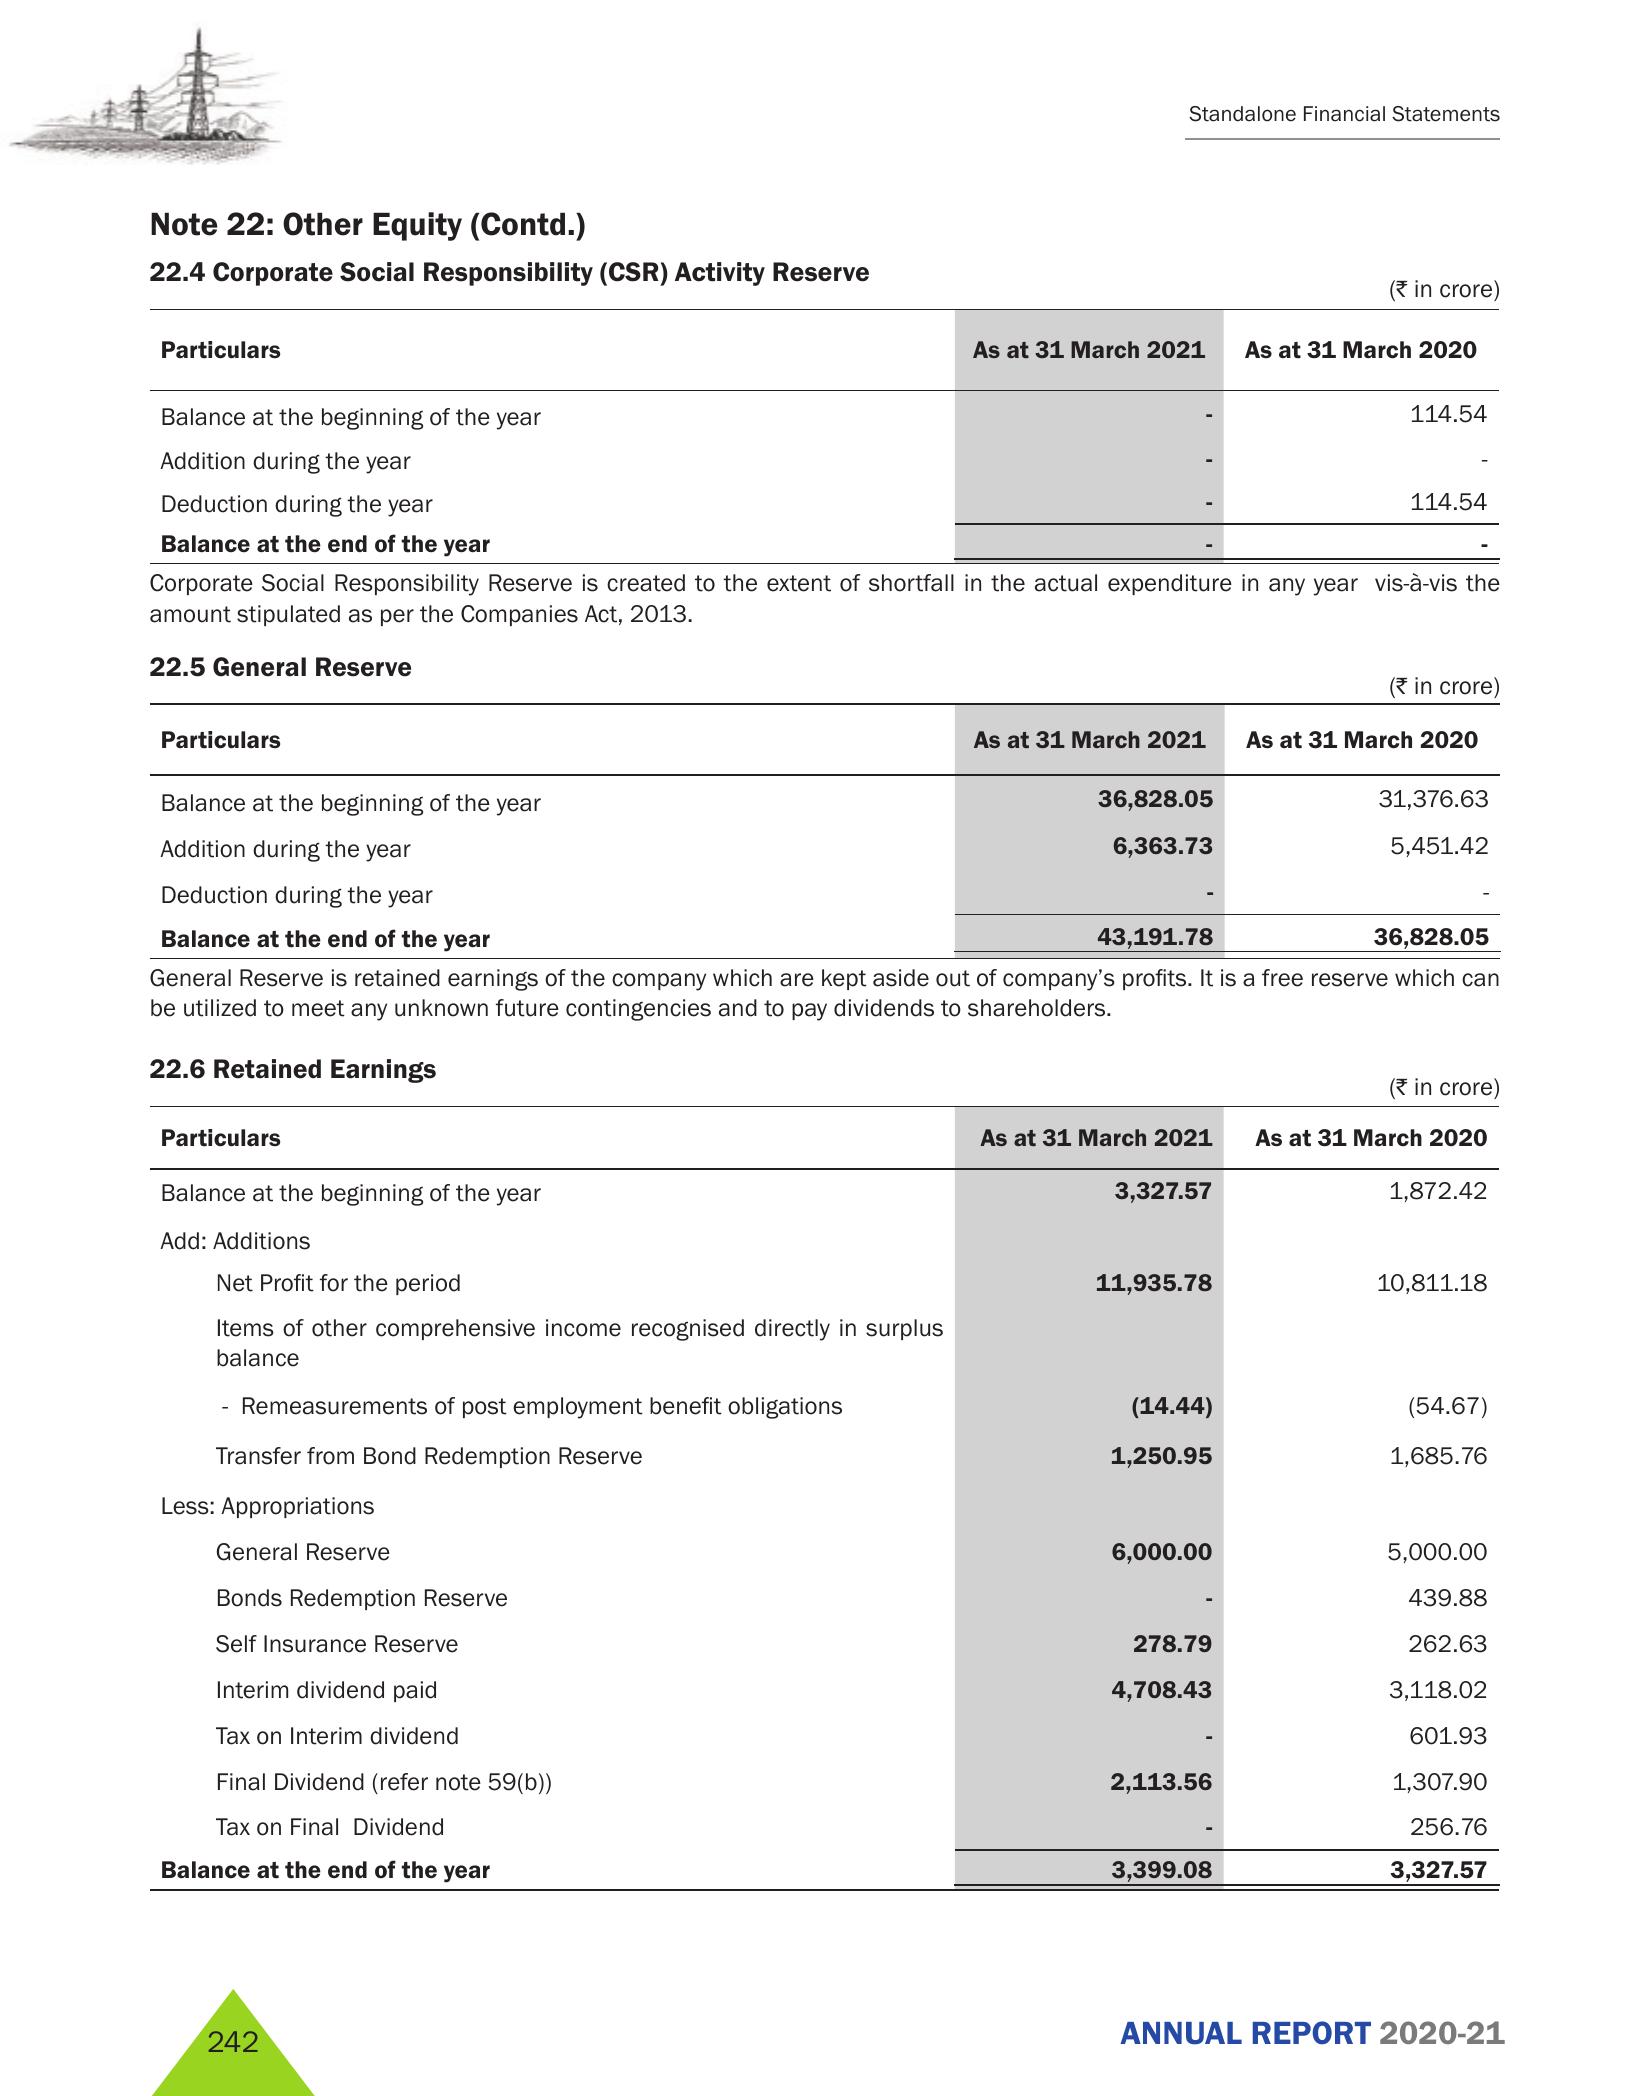 Standalone Financial Statements
Note 22: Other Equity (Contd.)
22.4 Corporate Social Responsibility (CSR) Activity Reserve
(₹ in crore)
Particulars As at 31 March 2021 As at 31 March 2020
Balance at the beginning of the year - 114.54
Addition during the year - -
Deduction during the year - 114.54
Balance at the end of the year - -
Corporate Social Responsibility Reserve is created to the extent of shortfall in the actual expenditure in any year vis-à-vis the
amount stipulated as per the Companies Act, 2013.
22.5 General Reserve
(₹ in crore)
Particulars As at 31 March 2021 As at 31 March 2020
Balance at the beginning of the year 36,828.05 31,376.63
Addition during the year 6,363.73 5,451.42
Deduction during the year - -
Balance at the end of the year 43,191.78 36,828.05
General Reserve is retained earnings of the company which are kept aside out of company’s profits. It is a free reserve which can
be utilized to meet any unknown future contingencies and to pay dividends to shareholders.
22.6 Retained Earnings
(₹ in crore)
Particulars As at 31 March 2021 As at 31 March 2020
Balance at the beginning of the year 3,327.57 1,872.42
Add: Additions
Net Profit for the period 11,935.78 10,811.18
Items of other comprehensive income recognised directly in surplus
balance
- Remeasurements of post employment benefit obligations (14.44) (54.67)
Transfer from Bond Redemption Reserve 1,250.95 1,685.76
Less: Appropriations
General Reserve 6,000.00 5,000.00
Bonds Redemption Reserve - 439.88
Self Insurance Reserve 278.79 262.63
Interim dividend paid 4,708.43 3,118.02
Tax on Interim dividend - 601.93
Final Dividend (refer note 59(b)) 2,113.56 1,307.90
Tax on Final Dividend - 256.76
Balance at the end of the year 3,399.08 3,327.57
242
ANNUAL REPORT 2020-21